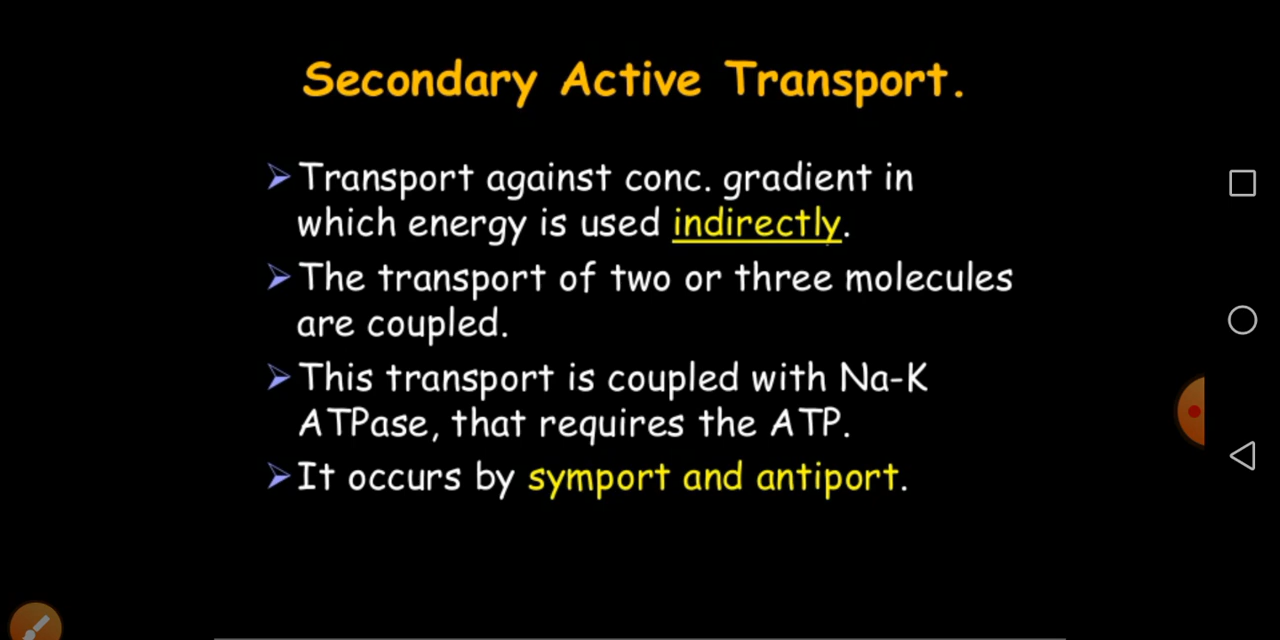 Secondary Active Transport.
Transport against conc. gradient in
which energy is used indirectly.
The transport of two or three molecules
are coupled.
This transport is coupled with Na-K
ATPase, that requires the ATP.
It occurs by symport and antiport.